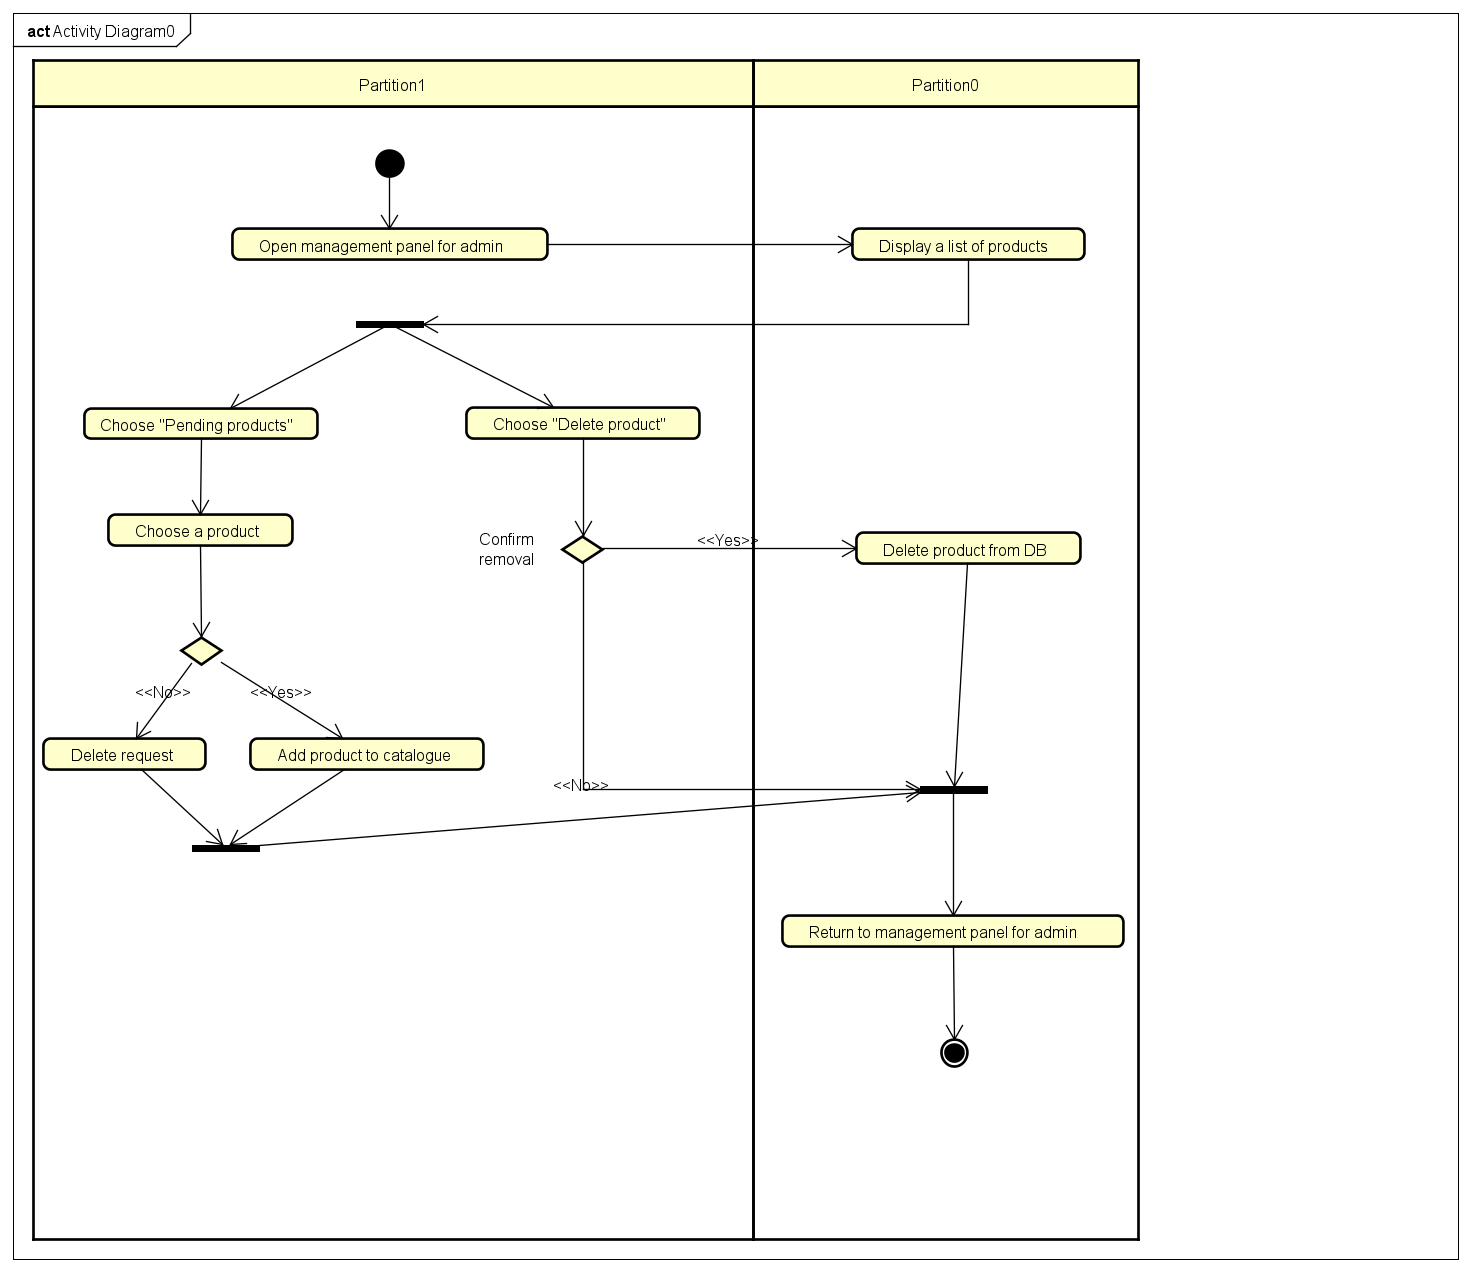 act Activity Diagram0
Partition1
Partition0
Open management panel for admin
Display a list of products
Choose "Pending products"
Choose "Delete product"
Choose a product
Confirm
removal
<<Yes>>
Delete product from DB
<<No>>
<<Yes>>
Delete request
Add product to catalogue
<<No>>
Return to management panel for admin